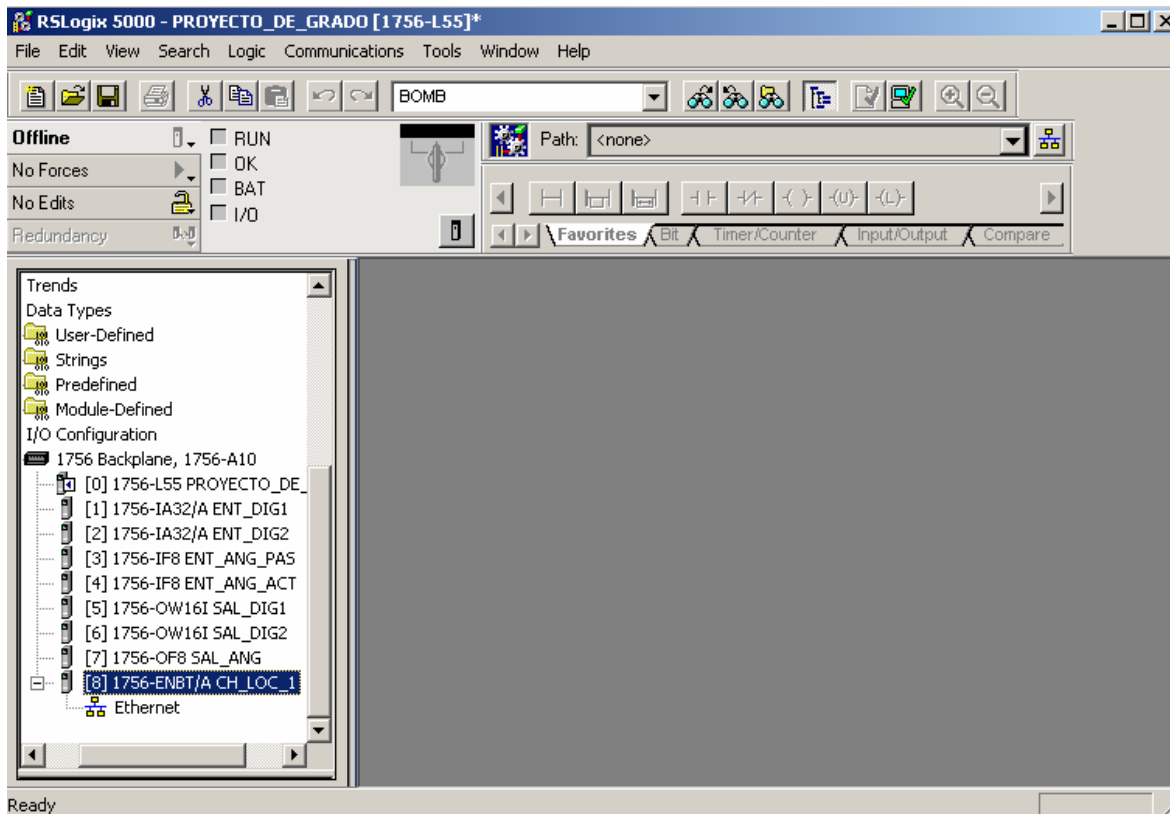 RSLogix 5000 - PROYECTO_DE_GRADO [1756-L55]*
File Edit View Search Logic Communications Tools Window Help
BOMB
Offline
RUN
Path: <none>
No Forces
OK
No Edits
BAT
Redundancy
I/O
(U)
(L)
Favorites Bit Timer/Counter Input/Output Compare
Trends
Data Types
User-Defined
Strings
Predefined
Module-Defined
I/O Configuration
1756 Backplane, 1756-A10
[0] 1756-L55 PROYECTO_DE_
[1] 1756-IA32/A ENT_DIG1
[2] 1756-IA32/A ENT_DIG2
[3] 1756-IF8 ENT_ANG_PAS
[4] 1756-IF8 ENT_ANG_ACT
[5] 1756-OW16I SAL_DIG1
[6] 1756-OW16I SAL_DIG2
[7] 1756-OF8 SAL_ANG
[8] 1756-ENBT/A CH_LOC_1
Ethernet
Ready